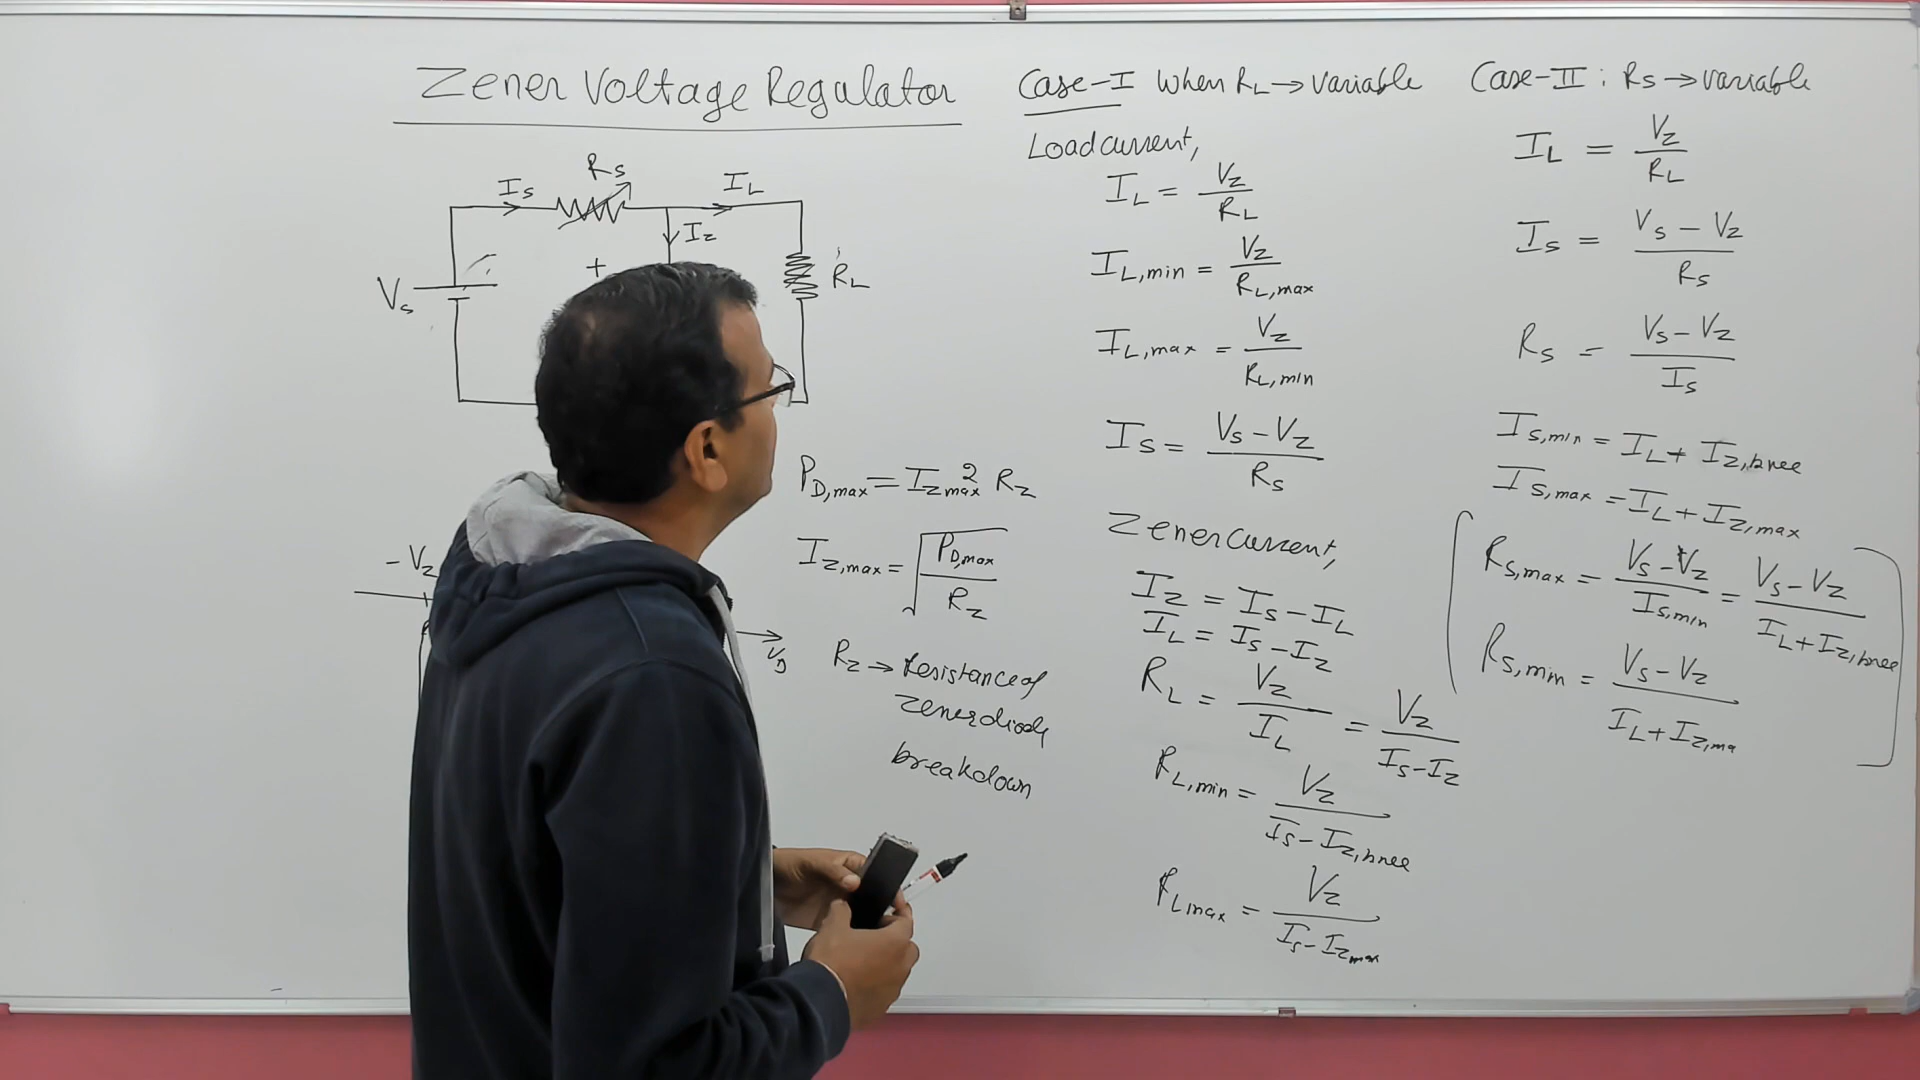 Zener Voltage Regulator
Rs
Is
IL
Iz
+
Vs
RL
PD,max = Izmax² Rz
Iz,max = √(PD,max / Rz)
-Vz
VD
Rz → Resistance of
Zener diode
breakdown
Case-I When RL → variable
Load current,
IL = Vz / RL
IL,min = Vz / RL,max
IL,max = Vz / RL,min
Is = Vs - Vz / Rs
Zener Current,
Iz = Is - IL
IL = Is - Iz
RL = Vz / IL = Vz / Is - Iz
RL,min = Vz / Is - Iz,knee
RLmax = Vz / Is - Izmax
Case-II : Rs → variable
IL = Vz / RL
Is = Vs - Vz / Rs
Rs = Vs - Vz / Is
Is,min = IL + Iz,knee
Is,max = IL + Iz,max
Rs,max = Vs - Vz / Is,min = Vs - Vz / IL + Iz,knee
Rs,min = Vs - Vz / IL + Iz,ma